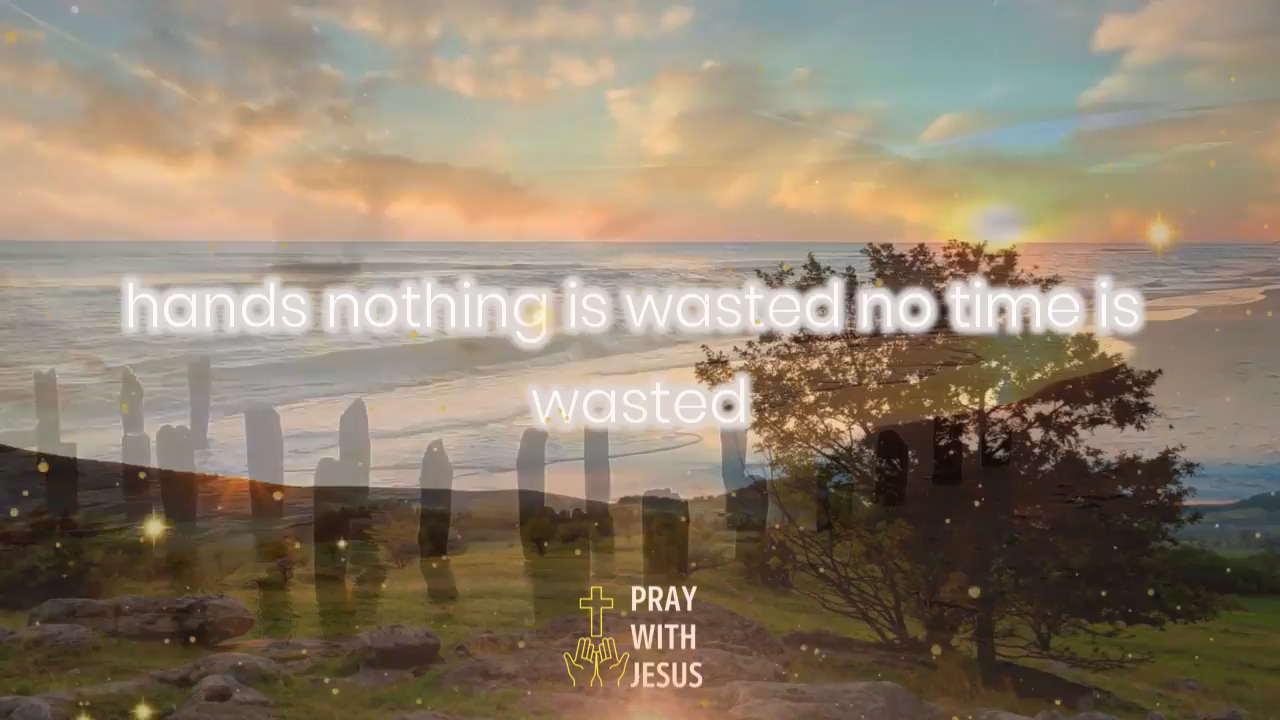 hands nothing is wasted no time is
wasted
PRAY
WITH
JESUS